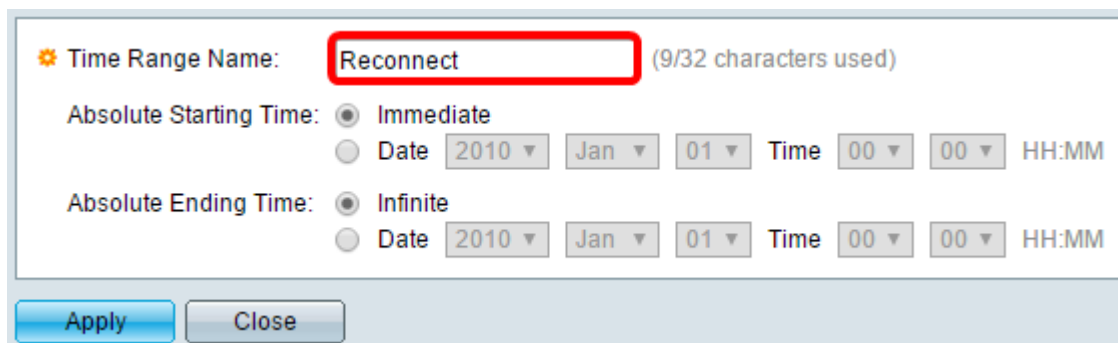 Time Range Name: Reconnect (9/32 characters used)
Absolute Starting Time: Immediate
Date 2010 Jan 01 Time 00 00 HH:MM
Absolute Ending Time: Infinite
Date 2010 Jan 01 Time 00 00 HH:MM
Apply Close